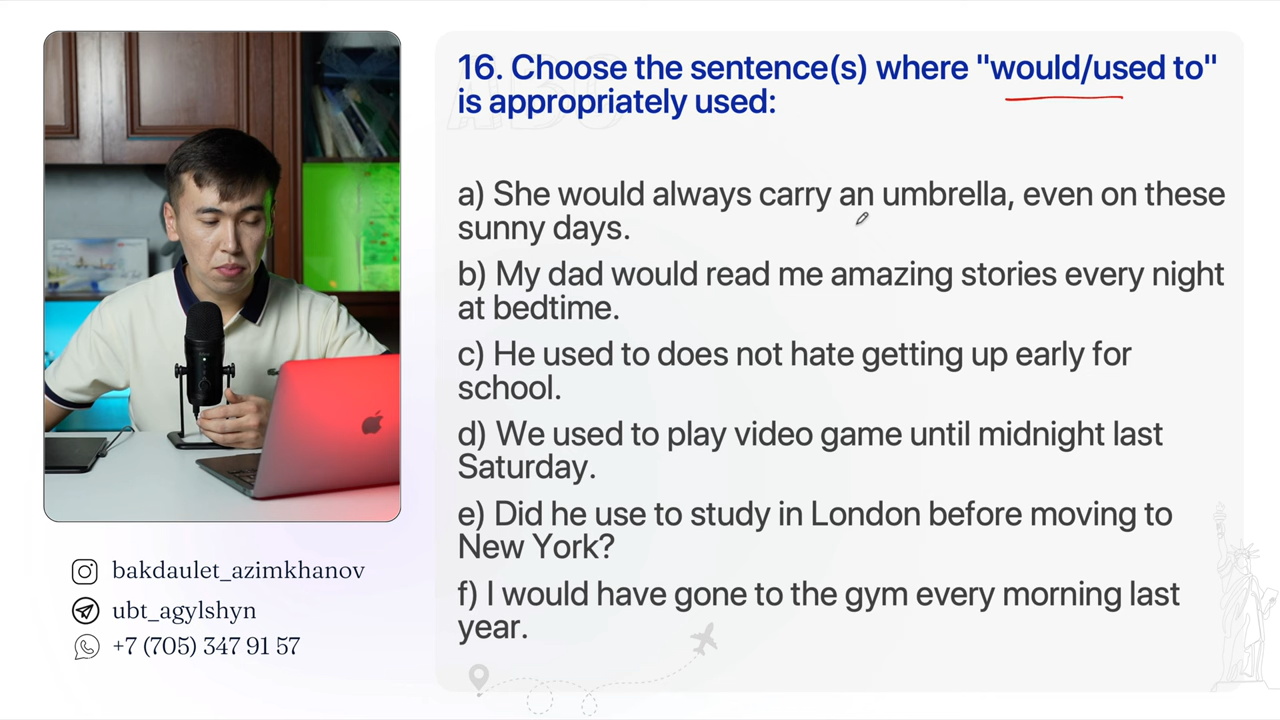 16. Choose the sentence(s) where "would/used to"
is appropriately used:
a) She would always carry an umbrella, even on these
sunny days.
b) My dad would read me amazing stories every night
at bedtime.
c) He used to does not hate getting up early for
school.
d) We used to play video game until midnight last
Saturday.
e) Did he use to study in London before moving to
New York?
f) I would have gone to the gym every morning last
year.
bakdaulet_azimkhanov
ubt_agylshyn
+7 (705) 347 91 57